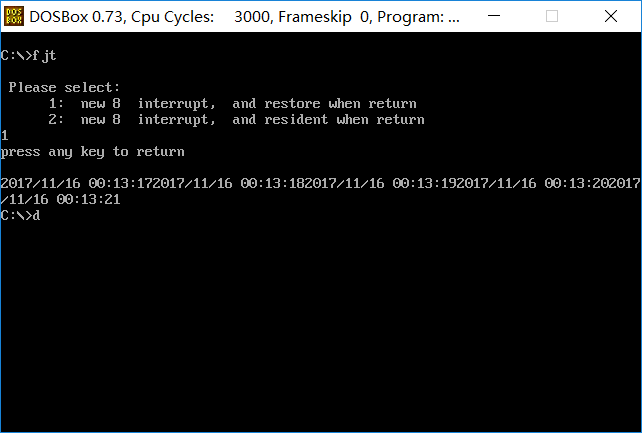 DOS BOX
DOSBox 0.73, Cpu Cycles: 3000, Frameskip 0, Program: ...
C:\>fjt
Please select:
1: new 8 interrupt, and restore when return
2: new 8 interrupt, and resident when return
1
press any key to return
2017/11/16 00:13:172017/11/16 00:13:182017/11/16 00:13:192017/11/16 00:13:202017
/11/16 00:13:21
C:\>d